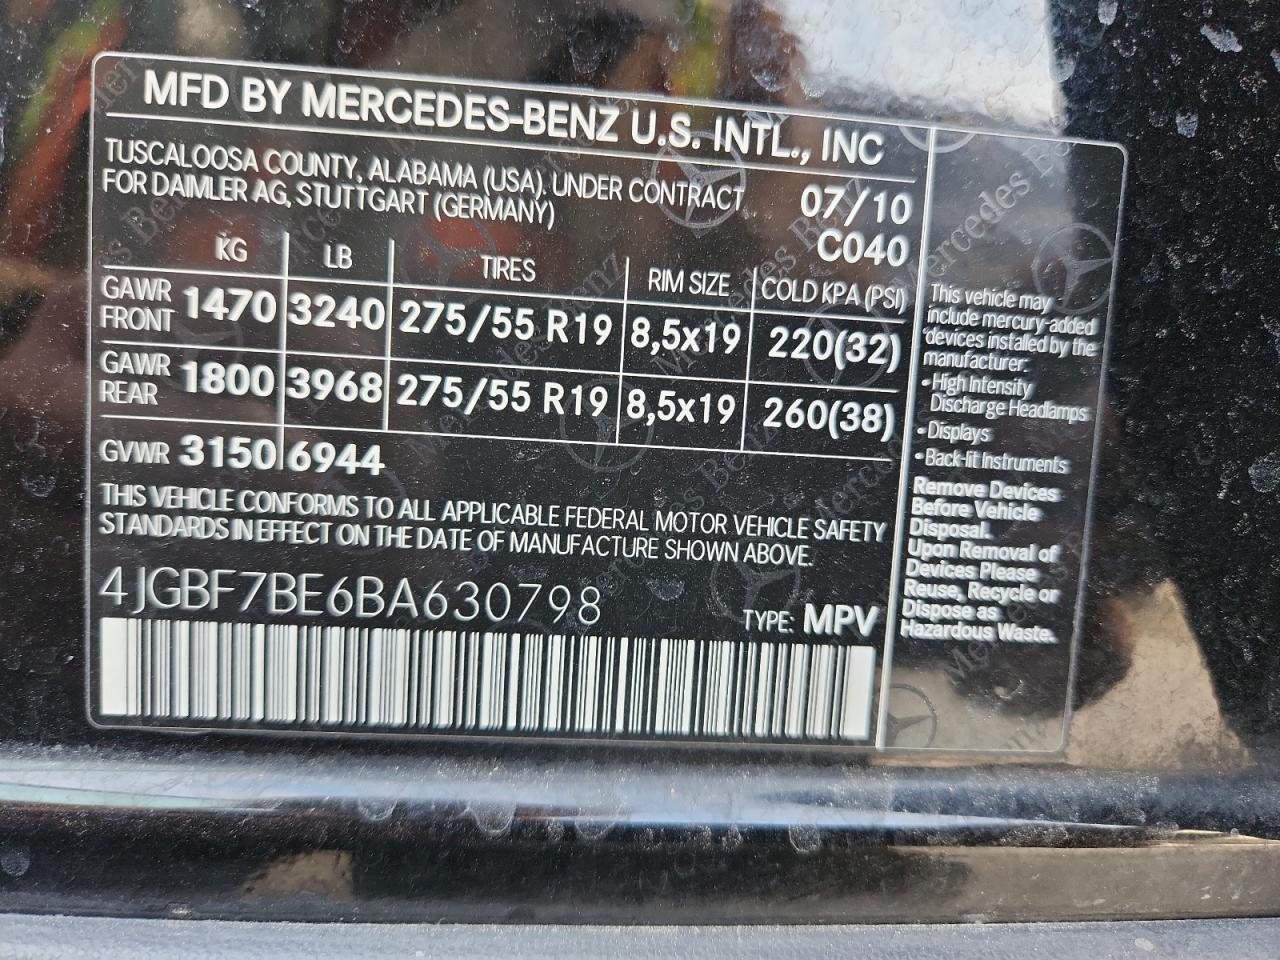 MFD BY MERCEDES-BENZ U.S. INTL., INC
TUSCALOOSA COUNTY, ALABAMA (USA). UNDER CONTRACT
FOR DAIMLER AG, STUTTGART (GERMANY)
07/10
C040
KG LB TIRES RIM SIZE COLD KPA (PSI)
GAWR
FRONT 1470 3240 275/55 R19 8,5x19 220(32)
GAWR
REAR 1800 3968 275/55 R19 8,5x19 260(38)
GVWR 3150 6944
THIS VEHICLE CONFORMS TO ALL APPLICABLE FEDERAL MOTOR VEHICLE SAFETY
STANDARDS IN EFFECT ON THE DATE OF MANUFACTURE SHOWN ABOVE.
4JGBF7BE6BA630798
TYPE: MPV
This vehicle may
include mercury-added
devices installed by the
manufacturer:
• High Intensity
Discharge Headlamps
• Displays
• Back-lit Instruments
Remove Devices
Before Vehicle
Disposal.
Upon Removal of
Devices Please
Reuse, Recycle or
Dispose as
Hazardous Waste.
Mercedes Benz